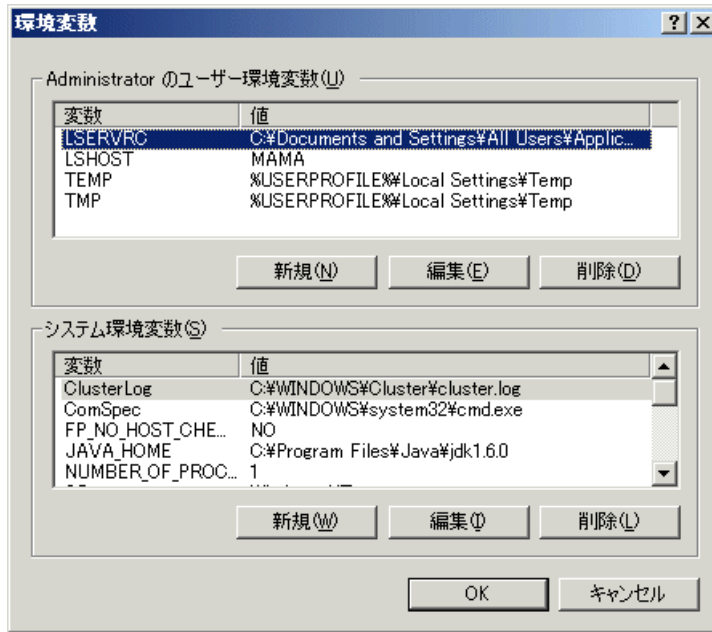 環境変数
Administrator のユーザー環境変数(U)
変数 値
LSERVRC C:¥Documents and Settings¥All Users¥Applic...
LSHOST MAMA
TEMP %USERPROFILE%¥Local Settings¥Temp
TMP %USERPROFILE%¥Local Settings¥Temp
新規(N) 編集(E) 削除(D)
システム環境変数(S)
変数 値
ClusterLog C:¥WINDOWS¥Cluster¥cluster.log
ComSpec C:¥WINDOWS¥system32¥cmd.exe
FP_NO_HOST_CHE... NO
JAVA_HOME C:¥Program Files¥Java¥jdk1.6.0
NUMBER_OF_PROC... 1
新規(W) 編集(I) 削除(L)
OK キャンセル